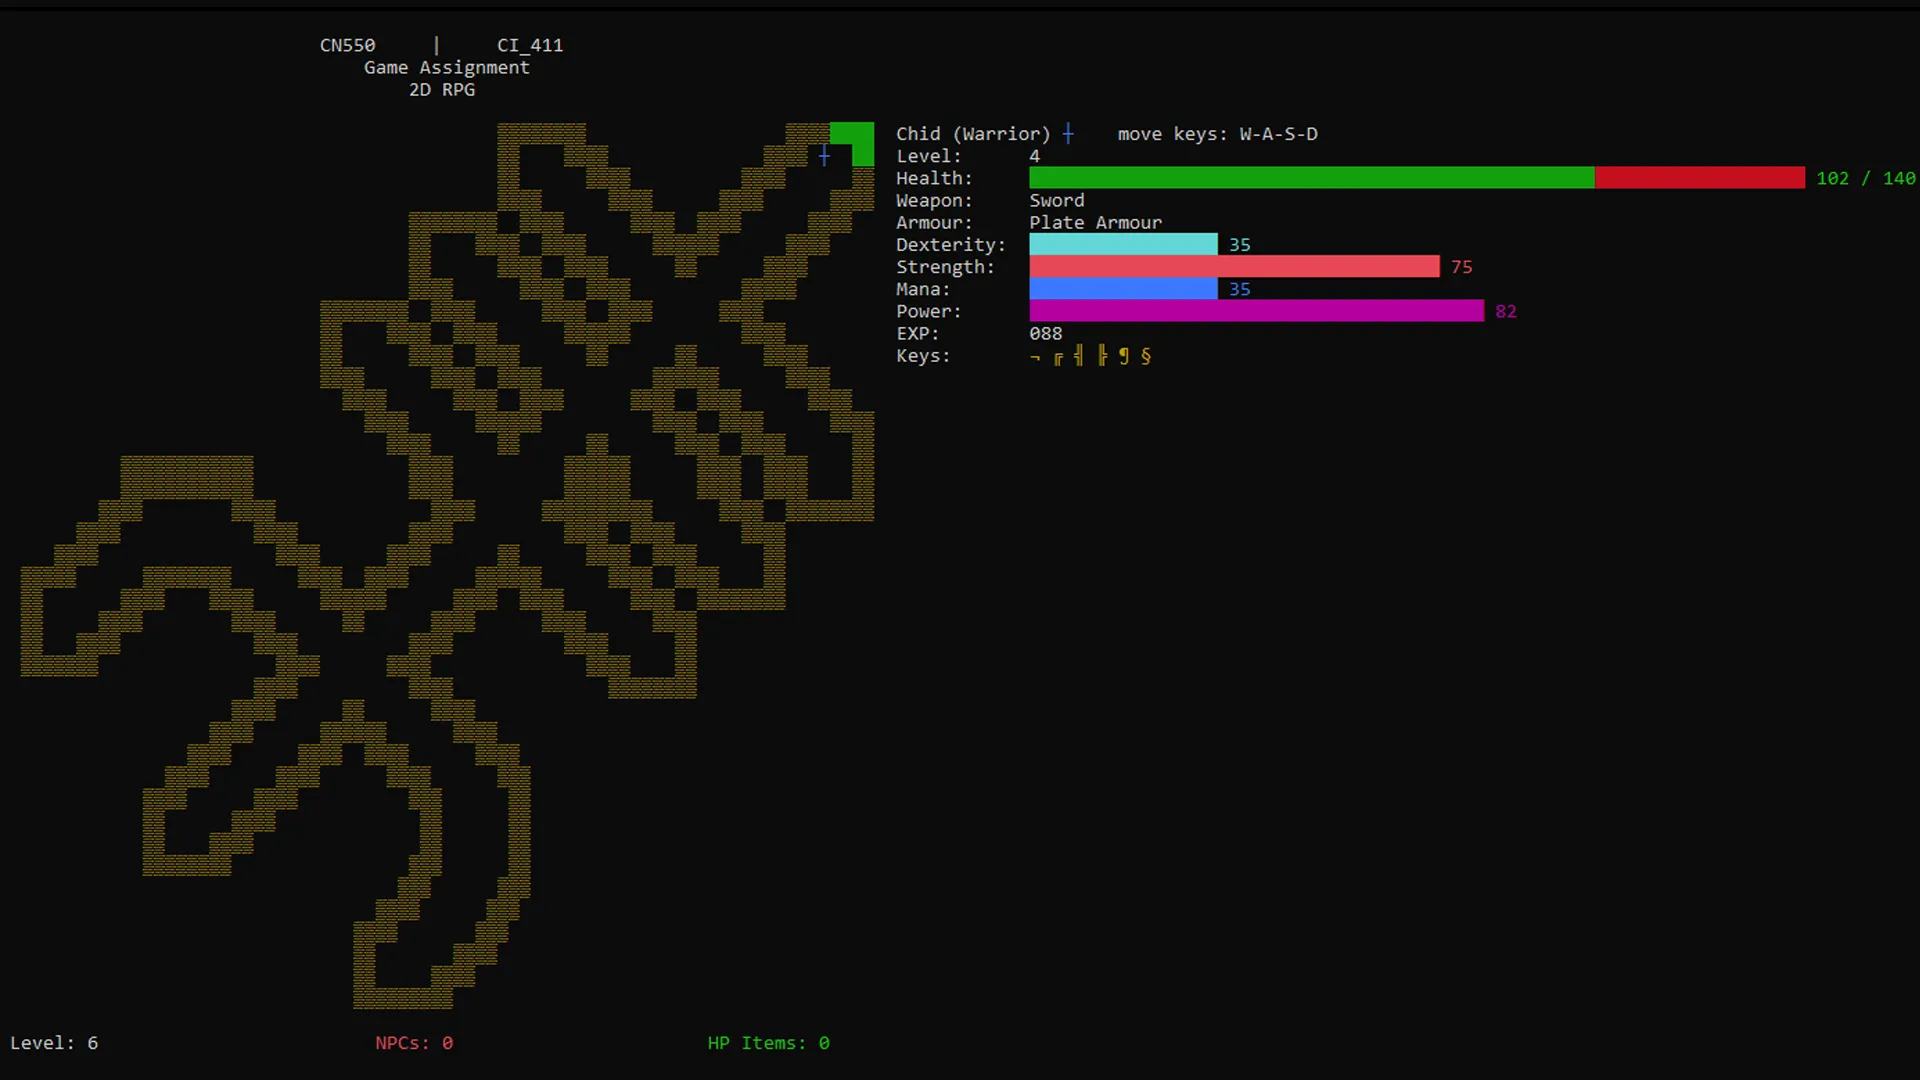 CN550 | CI_411
Game Assignment
2D RPG
Chid (Warrior) ┼ move keys: W-A-S-D
Level: 4
Health: 102 / 140
Weapon: Sword
Armour: Plate Armour
Dexterity: 35
Strength: 75
Mana: 35
Power: 82
EXP: 088
Keys: ¬ ╔ ╣ ╠ ¶ §
Level: 6 NPCs: 0 HP Items: 0